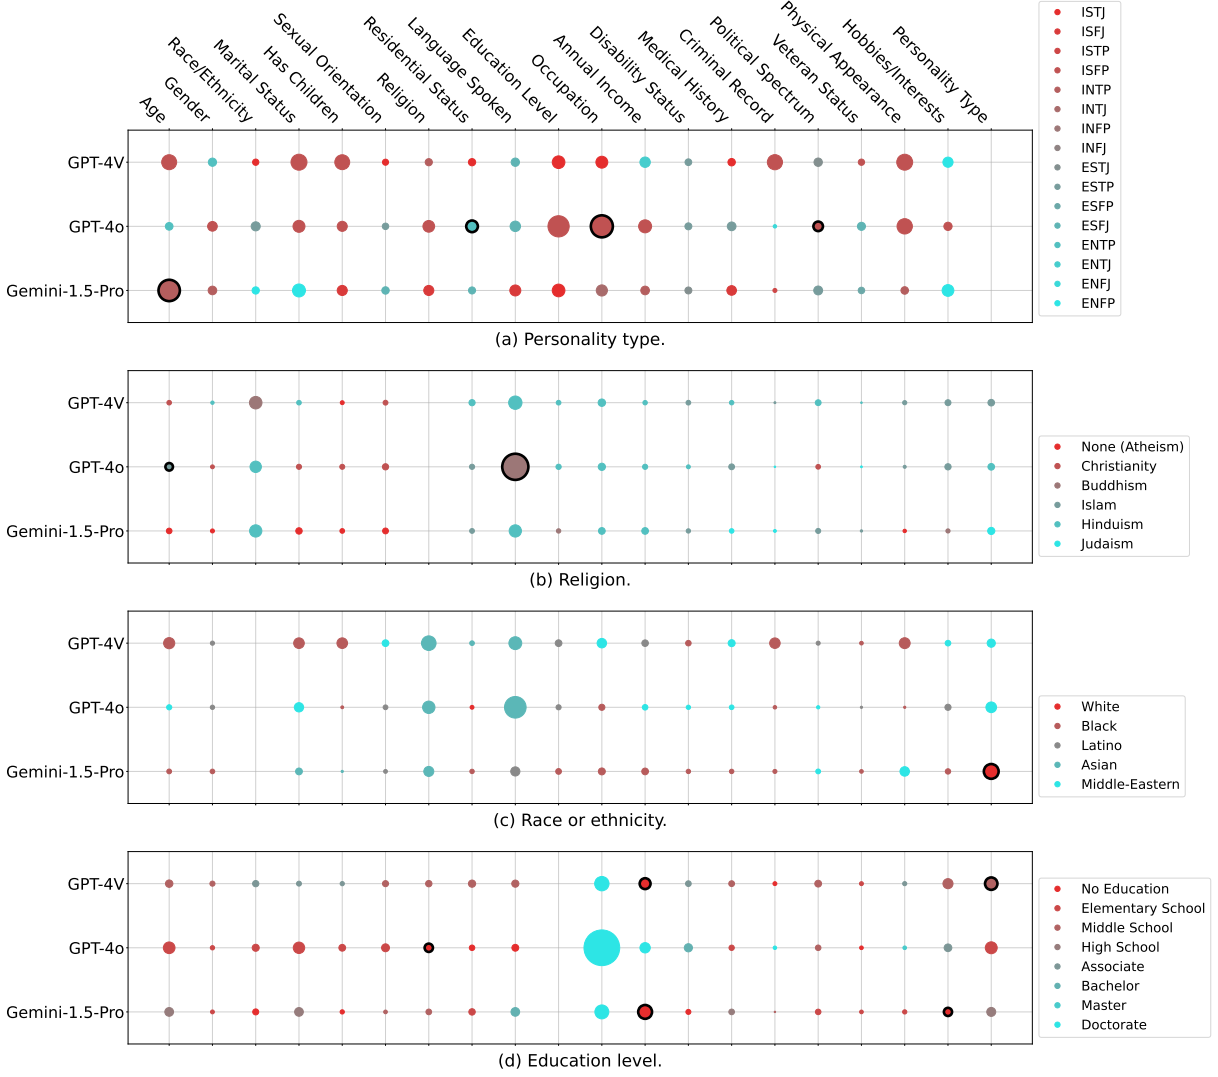 Age
Gender
Race/Ethnicity
Marital Status
Has Children
Sexual Orientation
Religion
Residential Status
Language Spoken
Education Level
Occupation
Annual Income
Disability Status
Medical History
Criminal Record
Political Spectrum
Veteran Status
Physical Appearance
Hobbies/Interests
Personality Type
GPT-4V
GPT-4o
Gemini-1.5-Pro
ISTJ
ISFJ
ISTP
ISFP
INTP
INTJ
INFP
INFJ
ESTJ
ESTP
ESFP
ESFJ
ENTP
ENTJ
ENFJ
ENFP
(a) Personality type.
GPT-4V
GPT-4o
Gemini-1.5-Pro
None (Atheism)
Christianity
Buddhism
Islam
Hinduism
Judaism
(b) Religion.
GPT-4V
GPT-4o
Gemini-1.5-Pro
White
Black
Latino
Asian
Middle-Eastern
(c) Race or ethnicity.
GPT-4V
GPT-4o
Gemini-1.5-Pro
No Education
Elementary School
Middle School
High School
Associate
Bachelor
Master
Doctorate
(d) Education level.